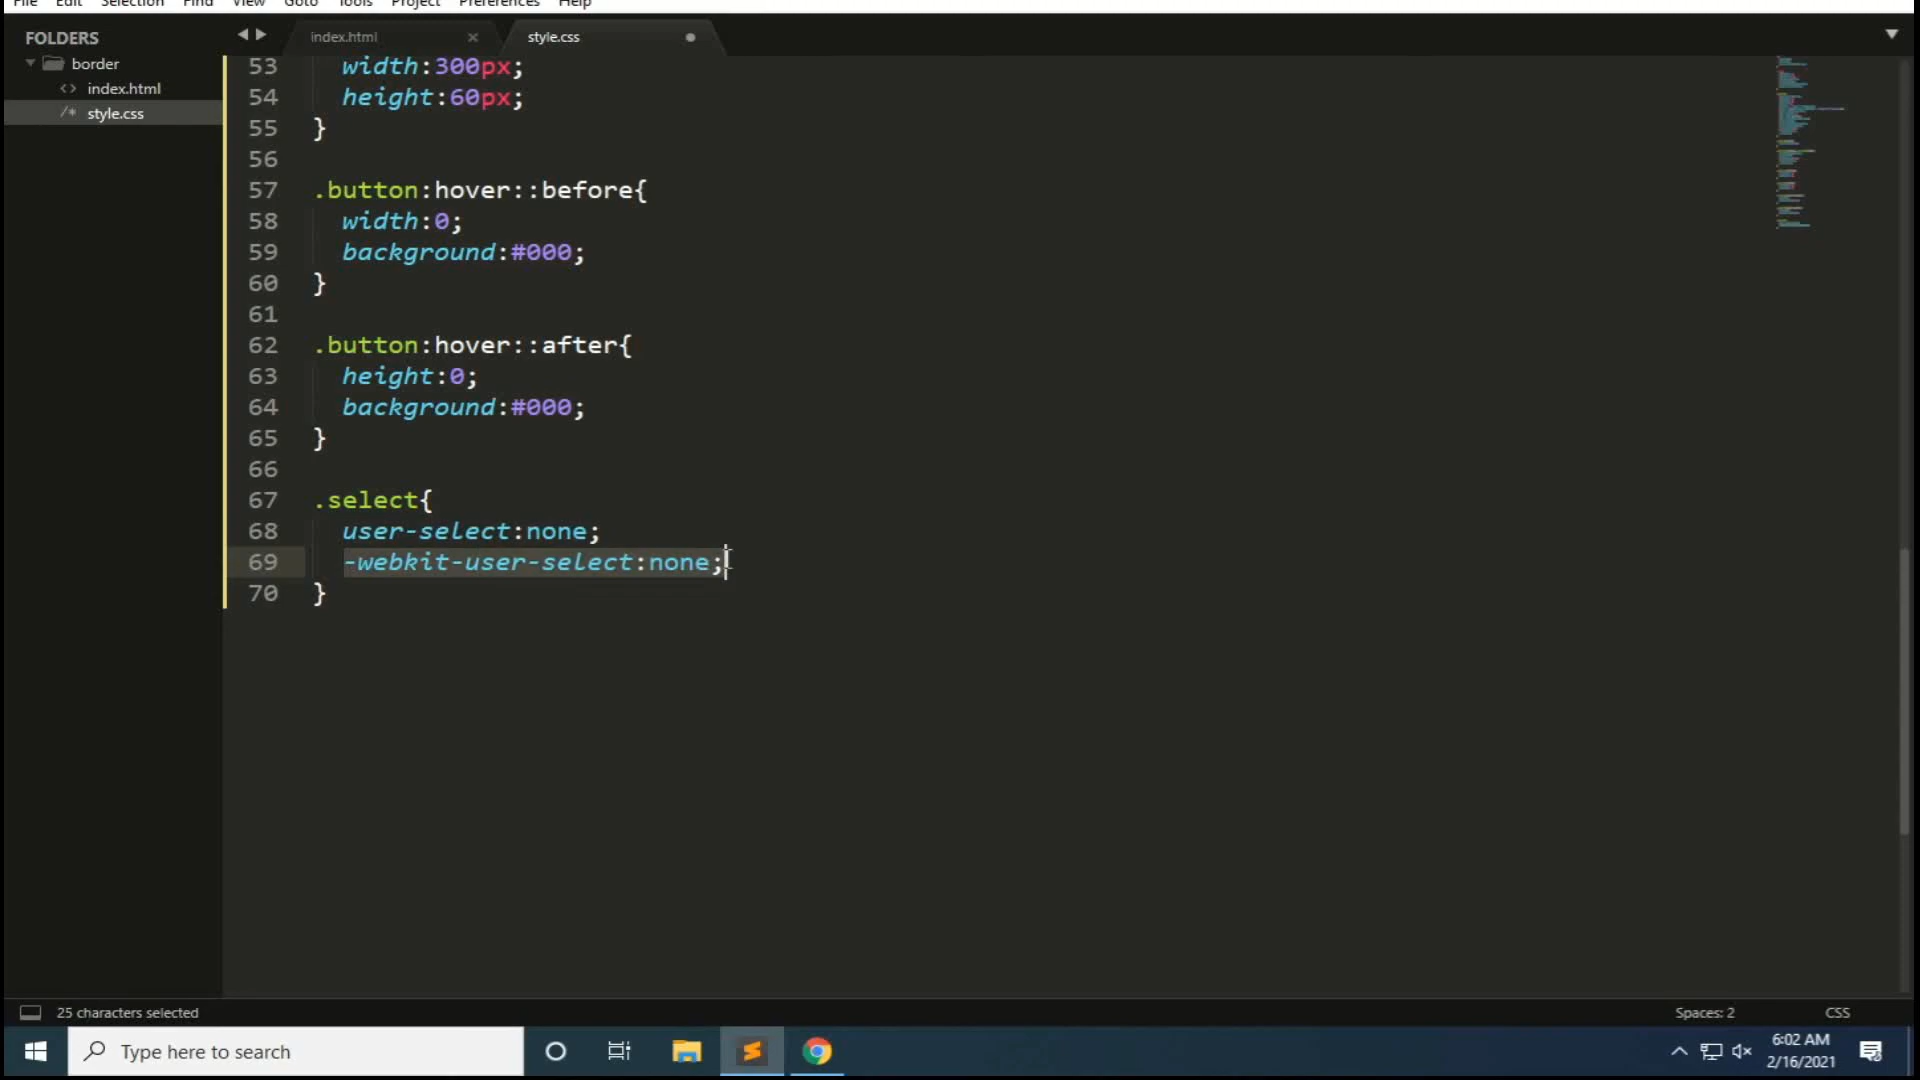 File Edit Selection Find View Goto Tools Project Preferences Help
FOLDERS
border
<> index.html
/* style.css
index.html ×
style.css
53 width:300px;
54 height:60px;
55 }
56
57 .button:hover::before{
58 width:0;
59 background:#000;
60 }
61
62 .button:hover::after{
63 height:0;
64 background:#000;
65 }
66
67 .select{
68 user-select:none;
69 -webkit-user-select:none;
70 }
25 characters selected
Spaces: 2
CSS
Type here to search
6:02 AM
2/16/2021